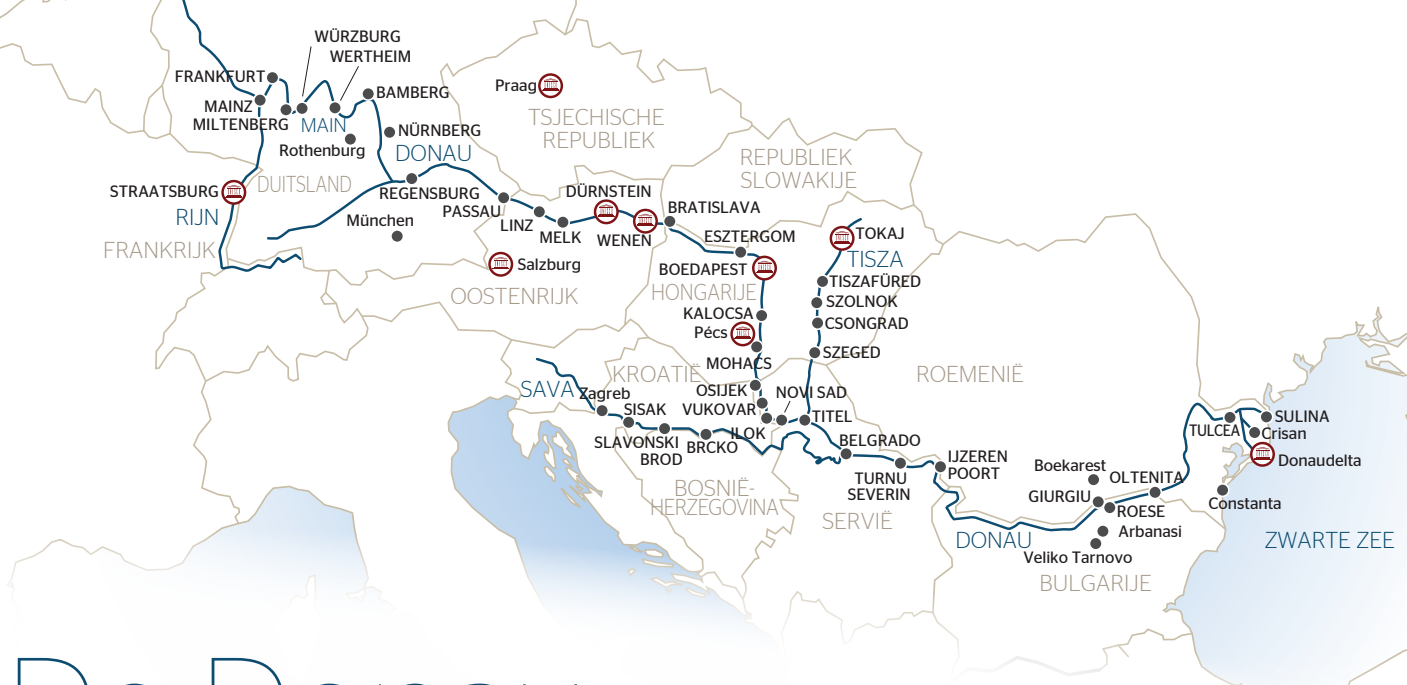 WÜRZBURG
WERTHEIM
FRANKFURT
BAMBERG
Praag
MAINZ
MILTENBERG
MAIN
TSJECHISCHE
REPUBLIEK
NÜRNBERG
Rothenburg
DONAU
REPUBLIEK
SLOWAKIJE
STRAATSBURG
DUITSLAND
REGENSBURG
DÜRNSTEIN
RIJN
München
PASSAU
LINZ
MELK
WENEN
BRATISLAVA
ESZTERGOM
TOKAJ
FRANKRIJK
Salzburg
BOEDAPEST
TISZA
OOSTENRIJK
HONGARIJE
TISZAFÜRED
SZOLNOK
KALOCSA
CSONGRAD
Pécs
MOHACS
SZEGED
KROATIË
ROEMENIË
SAVA
Zagreb
OSIJEK
NOVI SAD
SISAK
VUKOVAR
TITEL
SULINA
TULCEA
Crisan
SLAVONSKI
BROD
BRCKO
ILOK
BELGRADO
IJZEREN
POORT
Donaudelta
TURNU
SEVERIN
Boekarest
OLTENITA
BOSNIË-
HERZEGOVINA
GIURGIU
Constanta
ROESE
SERVIË
Arbanasi
DONAU
ZWARTE ZEE
Veliko Tarnovo
BULGARIJE